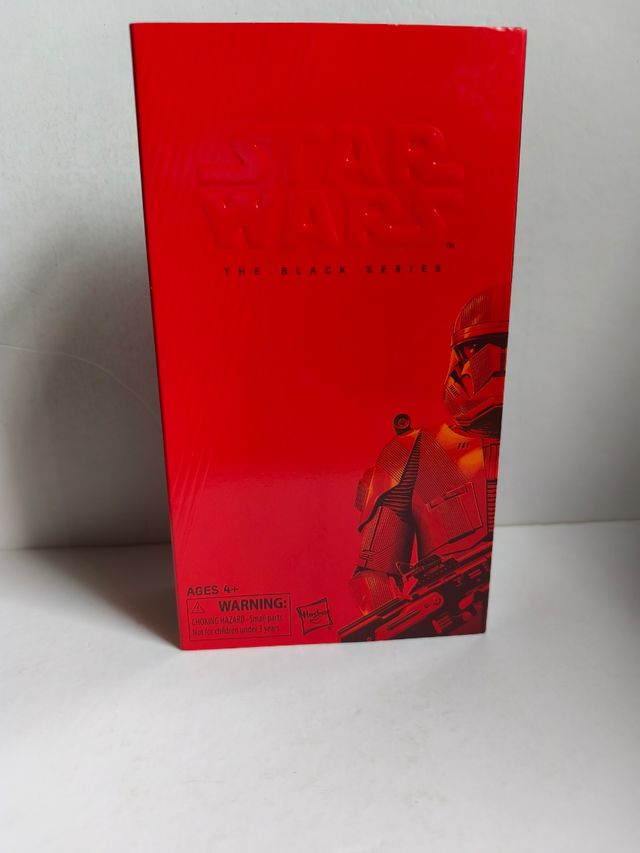 STAR
WARS
™
THE BLACK SERIES
AGES 4+
WARNING:
CHOKING HAZARD–Small parts.
Not for children under 3 years.
Hasbro